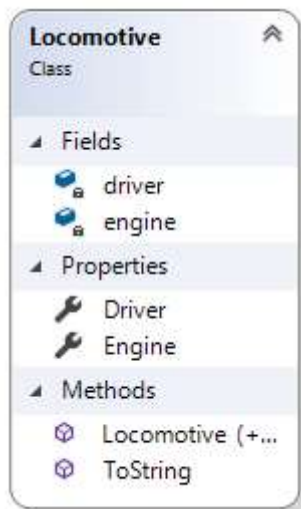 Locomotive
Class
Fields
driver
engine
Properties
Driver
Engine
Methods
Locomotive (+...
ToString